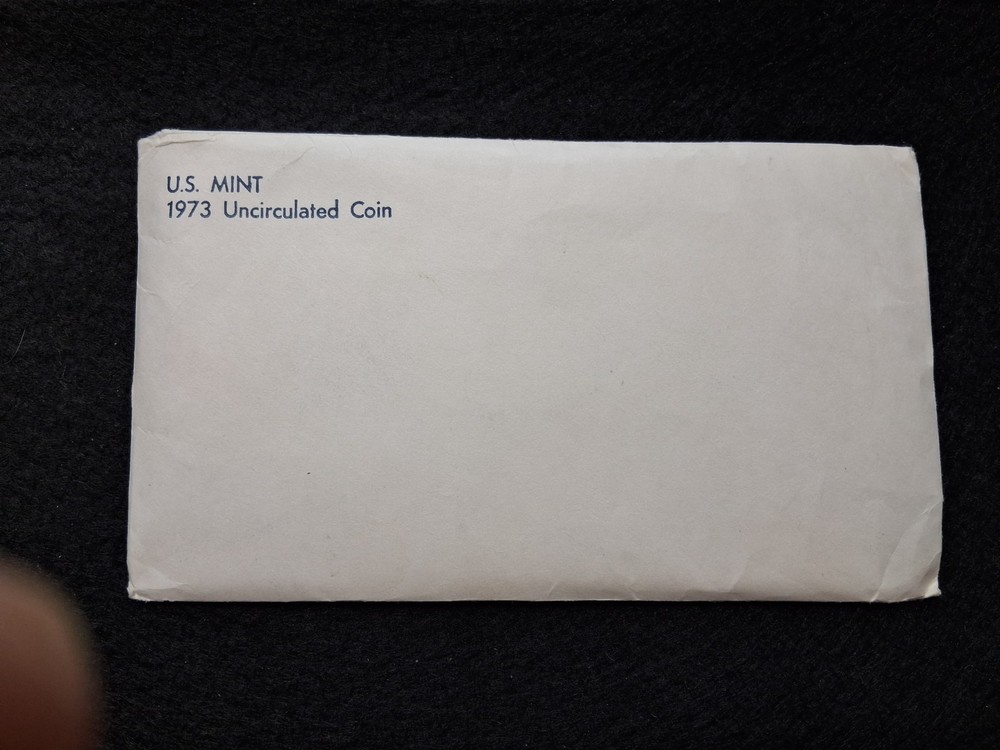 U.S. MINT
1973 Uncirculated Coin